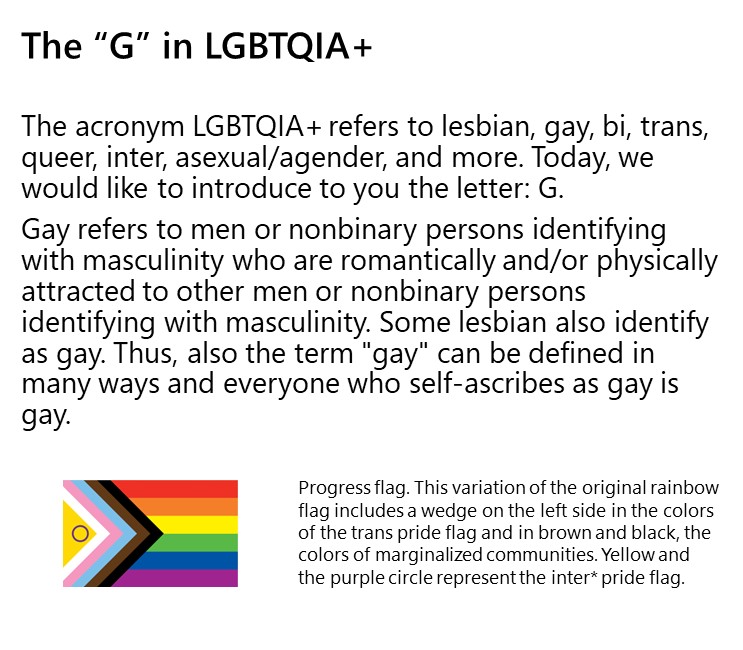 The “G” in LGBTQIA+
The acronym LGBTQIA+ refers to lesbian, gay, bi, trans,
queer, inter, asexual/agender, and more. Today, we
would like to introduce to you the letter: G.
Gay refers to men or nonbinary persons identifying
with masculinity who are romantically and/or physically
attracted to other men or nonbinary persons
identifying with masculinity. Some lesbian also identify
as gay. Thus, also the term "gay" can be defined in
many ways and everyone who self-ascribes as gay is
gay.
Progress flag. This variation of the original rainbow
flag includes a wedge on the left side in the colors
of the trans pride flag and in brown and black, the
colors of marginalized communities. Yellow and
the purple circle represent the inter* pride flag.